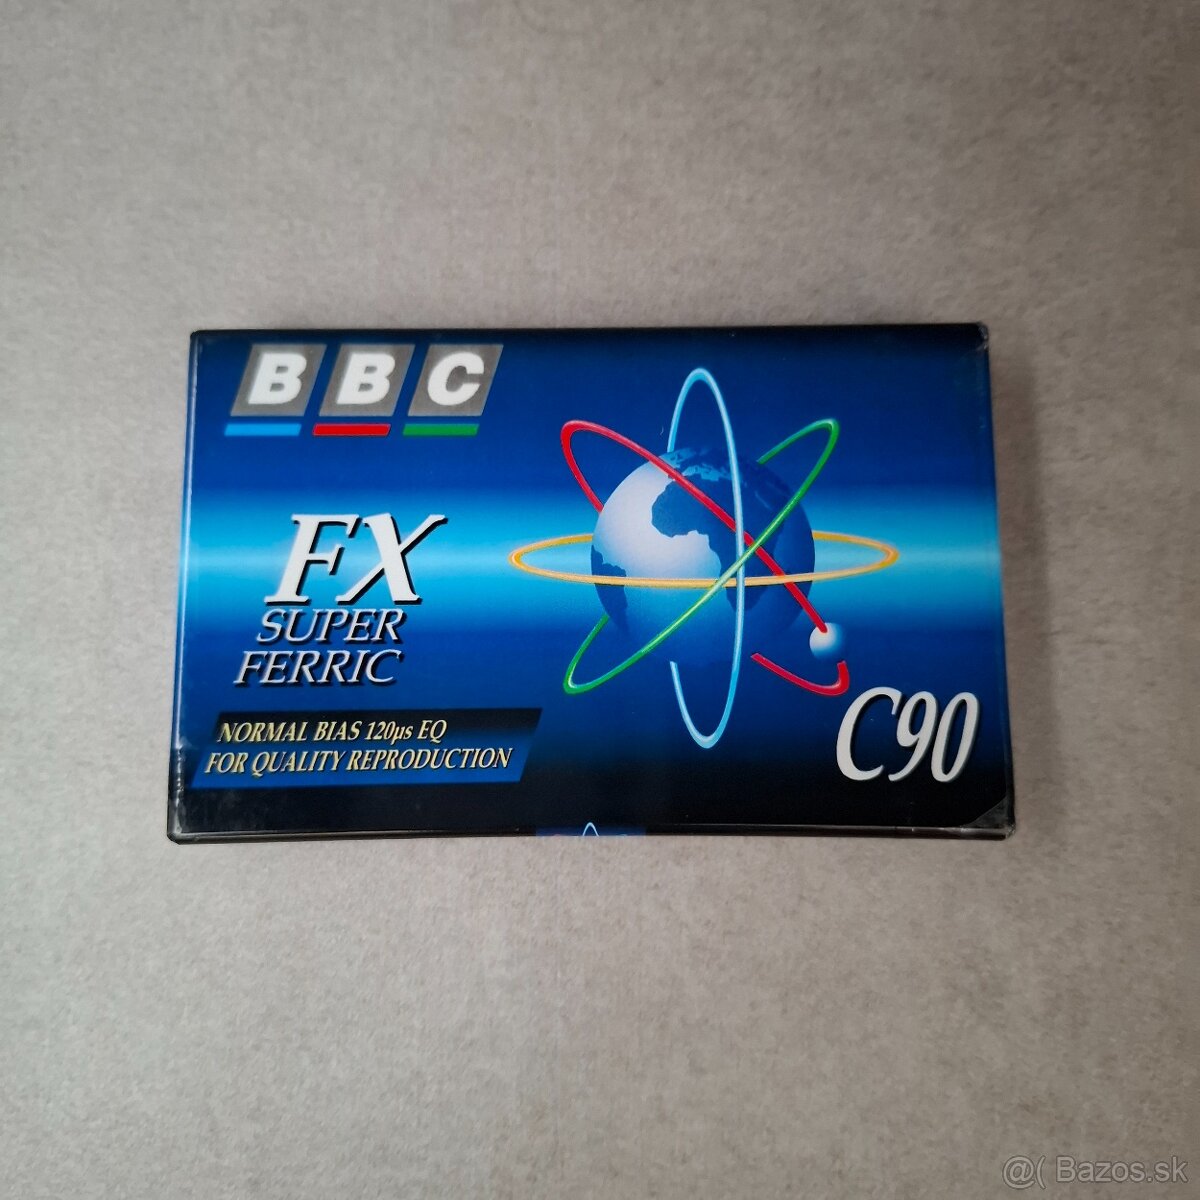 BBC
FX
SUPER
FERRIC
NORMAL BIAS 120µs EQ
FOR QUALITY REPRODUCTION
C90
@( Bazos.sk